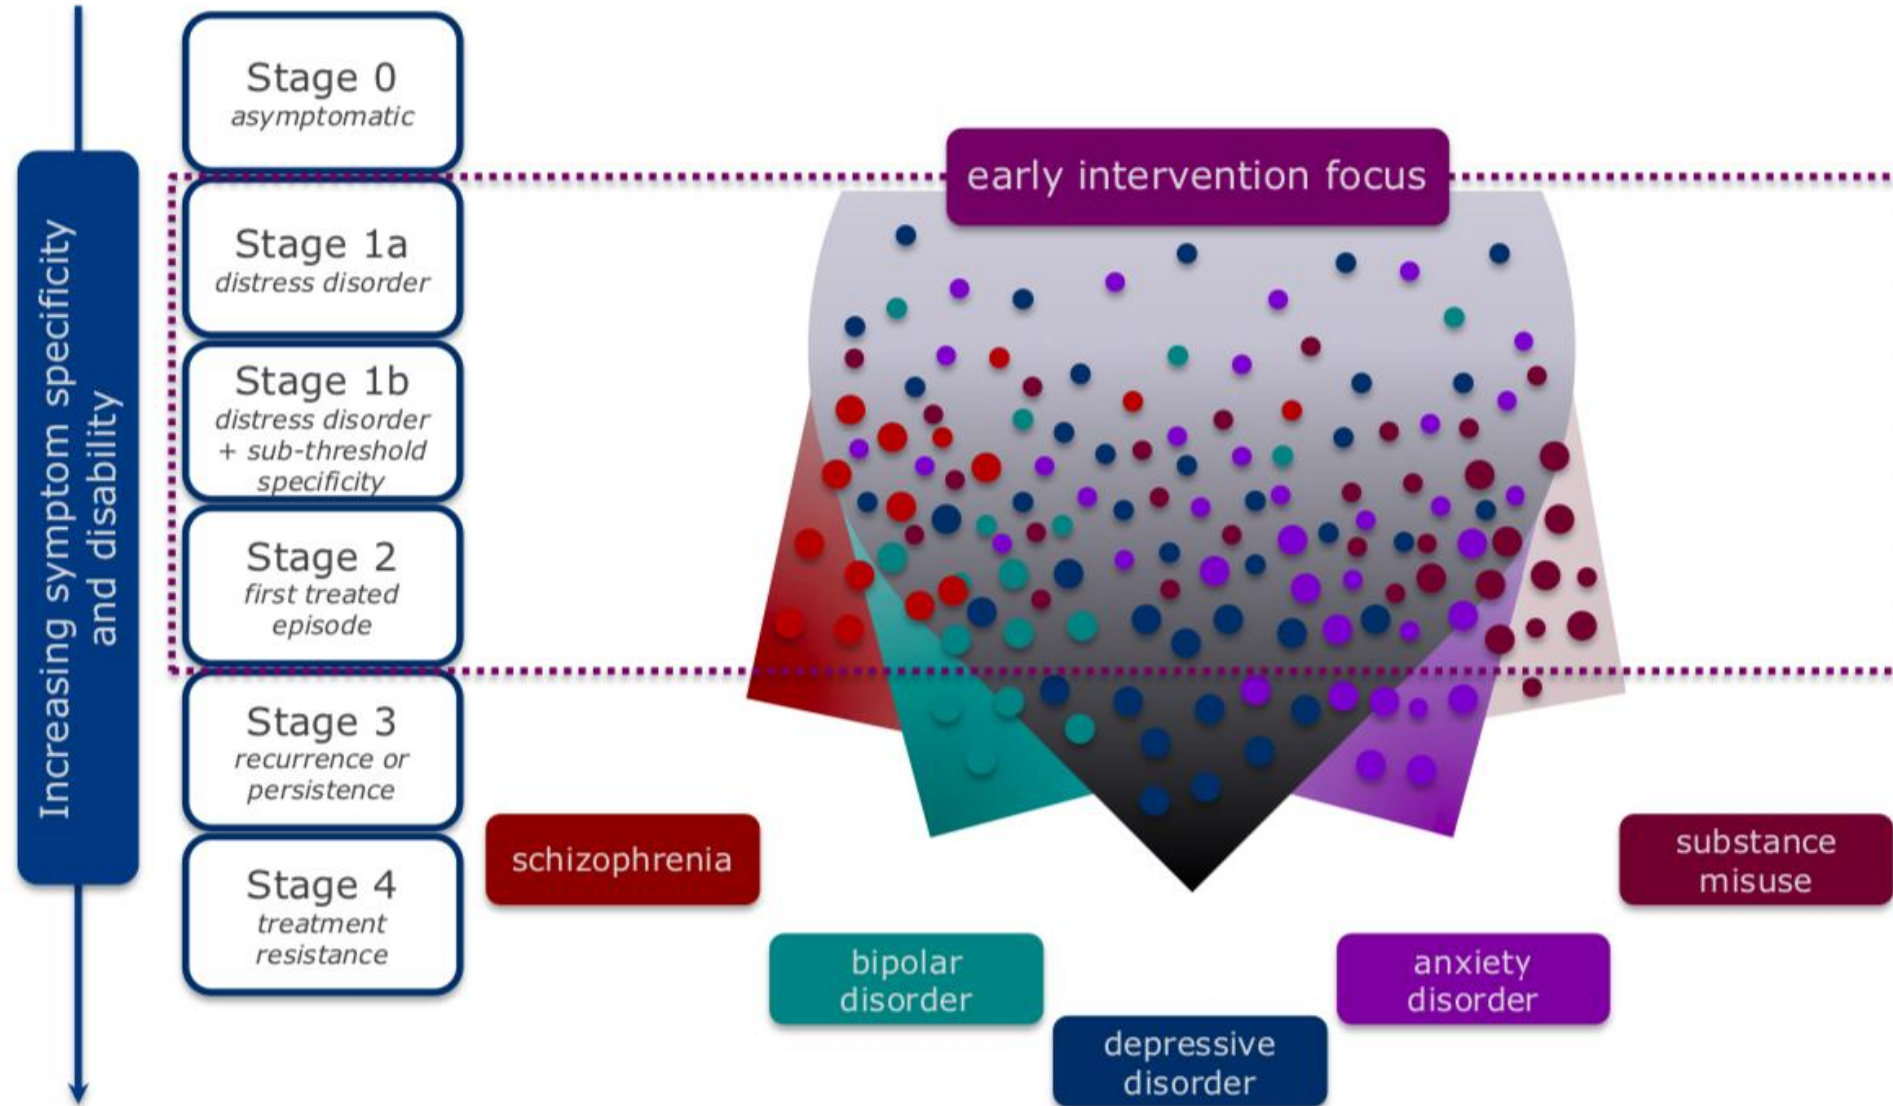 Increasing symptom specificity
and disability
Stage 0
asymptomatic
Stage 1a
distress disorder
Stage 1b
distress disorder
+ sub-threshold
specificity
Stage 2
first treated
episode
Stage 3
recurrence or
persistence
Stage 4
treatment
resistance
early intervention focus
schizophrenia
bipolar
disorder
depressive
disorder
anxiety
disorder
substance
misuse